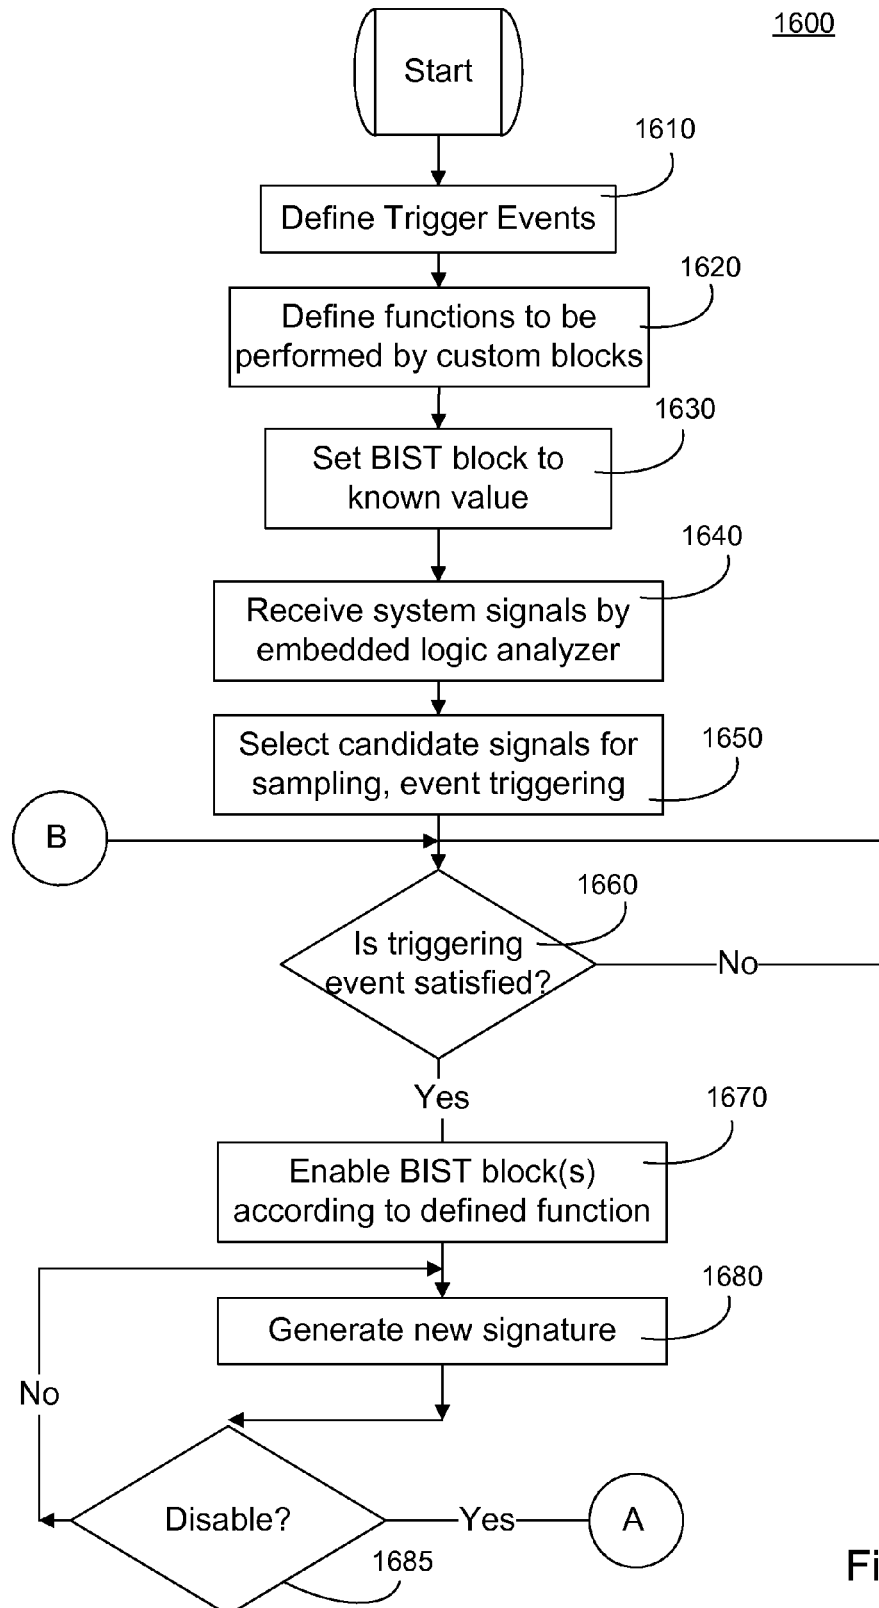 1600
Start
1610
Define Trigger Events
1620
Define functions to be
performed by custom blocks
1630
Set BIST block to
known value
1640
Receive system signals by
embedded logic analyzer
1650
Select candidate signals for
sampling, event triggering
B
1660
Is triggering
event satisfied?
No
Yes
1670
Enable BIST block(s)
according to defined function
1680
Generate new signature
No
Disable?
Yes
A
1685
Fi